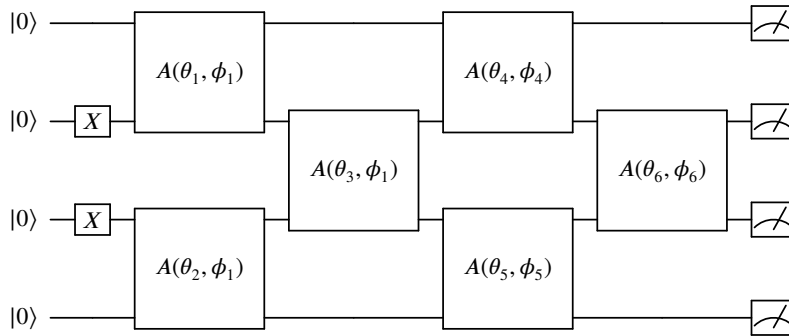 |0⟩ A(θ₁, ϕ₁) A(θ₄, ϕ₄)
|0⟩ X A(θ₃, ϕ₁) A(θ₆, ϕ₆)
|0⟩ X A(θ₂, ϕ₁) A(θ₅, ϕ₅)
|0⟩